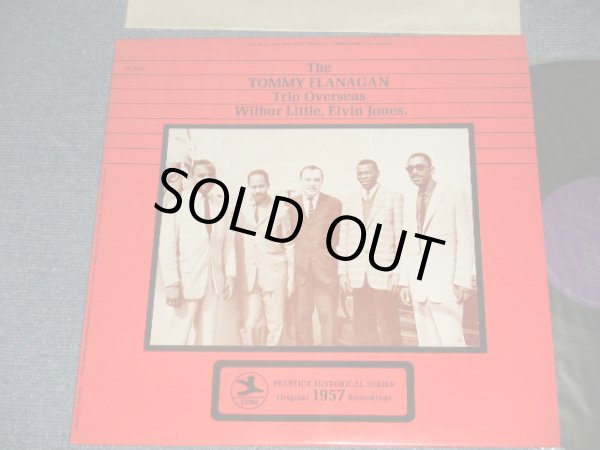 The
TOMMY FLANAGAN
Trio Overseas
Wilbur Little, Elvin Jones.
SOLD OUT
PRESTIGE HISTORICAL SERIES
Original 1957 Recordings